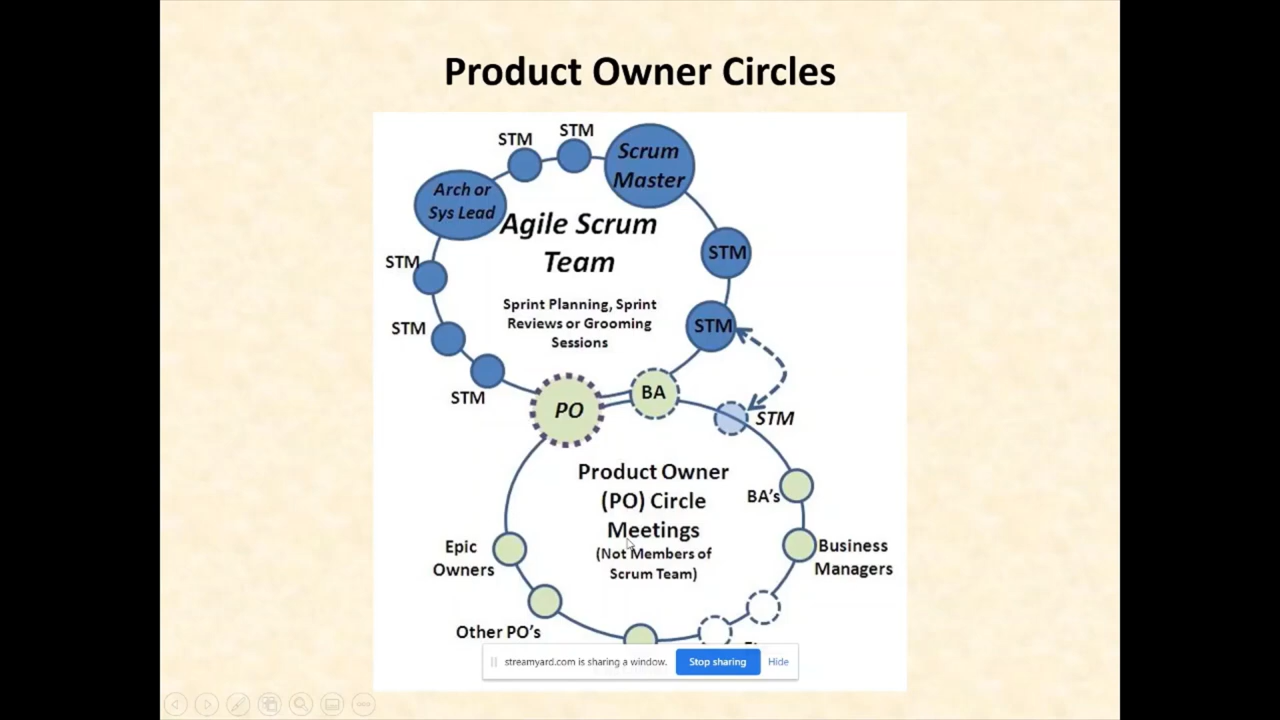 Product Owner Circles
STM
STM
Scrum
Master
Arch or
Sys Lead
Agile Scrum
Team
STM
STM
Sprint Planning, Sprint
Reviews or Grooming
Sessions
STM
STM
STM
PO
BA
STM
Product Owner
(PO) Circle
Meetings
(Not Members of
Scrum Team)
BA's
Epic
Owners
Business
Managers
Other PO's
streamyard.com is sharing a window.
Stop sharing
Hide